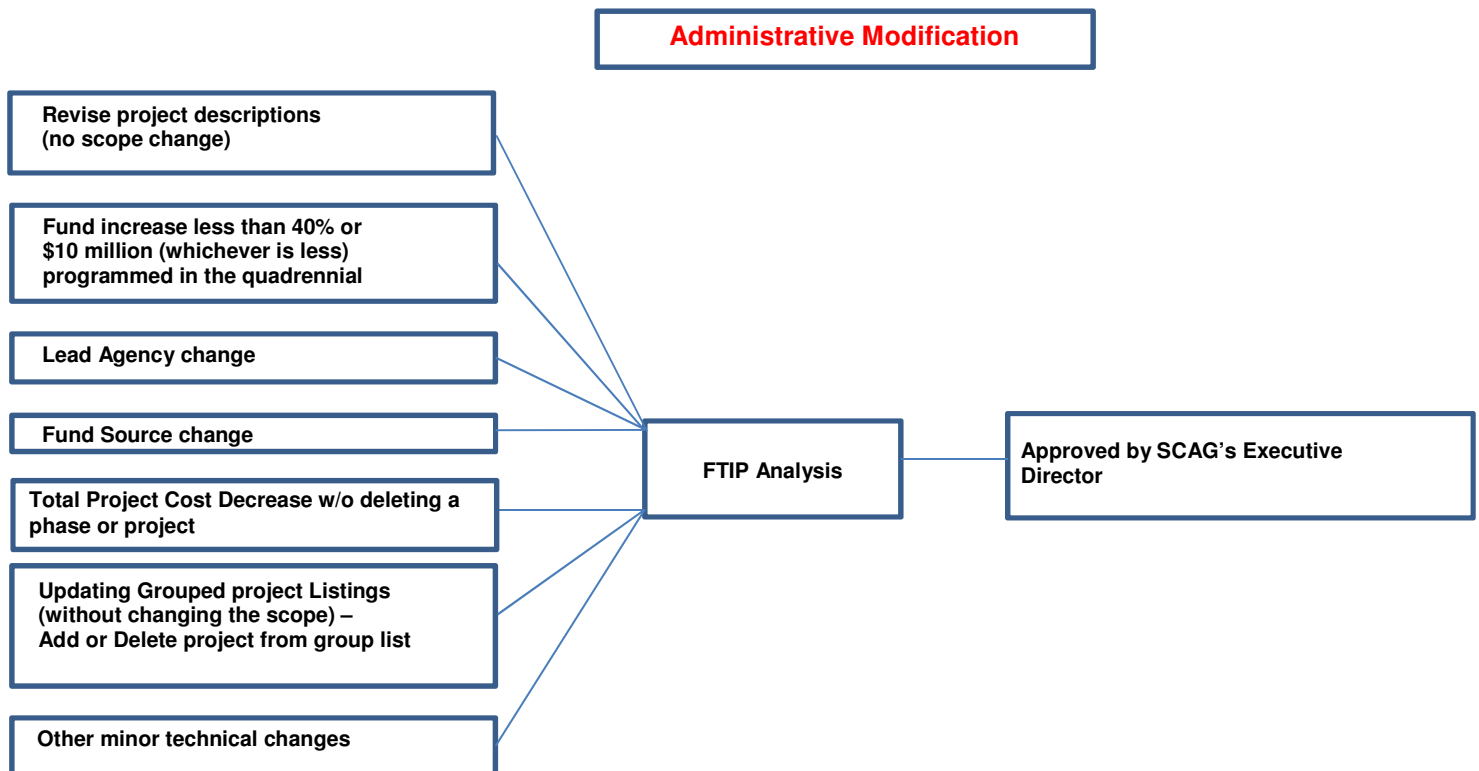 Administrative Modification
Revise project descriptions
(no scope change)
Fund increase less than 40% or
$10 million (whichever is less)
programmed in the quadrennial
Lead Agency change
Fund Source change
Total Project Cost Decrease w/o deleting a
phase or project
Updating Grouped project Listings
(without changing the scope) –
Add or Delete project from group list
Other minor technical changes
FTIP Analysis
Approved by SCAG’s Executive
Director